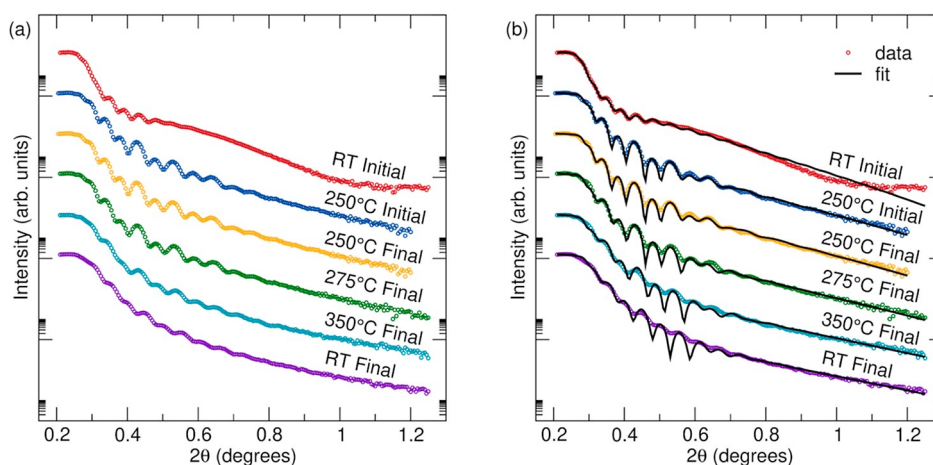 (a)
Intensity (arb. units)
RT Initial
250°C Initial
250°C Final
275°C Final
350°C Final
RT Final
0.2 0.4 0.6 0.8 1 1.2
2θ (degrees)
(b)
data
fit
Intensity (arb. units)
RT Initial
250°C Initial
250°C Final
275°C Final
350°C Final
RT Final
0.2 0.4 0.6 0.8 1 1.2
2θ (degrees)